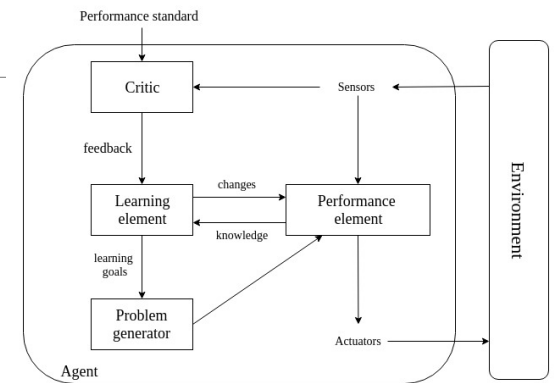 Performance standard
Critic
Sensors
feedback
changes
Learning
element
Performance
element
knowledge
learning
goals
Problem
generator
Actuators
Agent
Environment